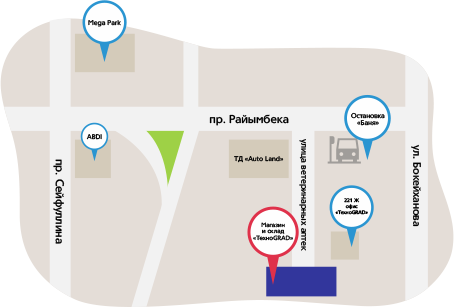 Mega Park
пр. Райымбека
Остановка
«Баня»
ABDI
ТД «Auto Land»
пр. Сейфуллина
улица ветеринарных аптек
ул. Бокейханова
221 Ж
офис
«ТехноGRAD»
Магазин
и склад
«ТехноGRAD»